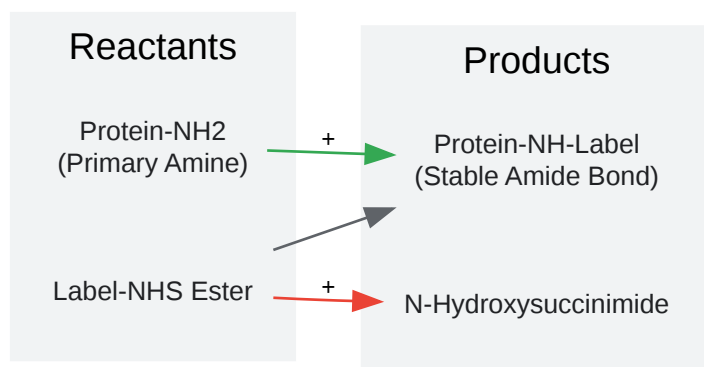 Reactants
Products
Protein-NH2
(Primary Amine)
+
Protein-NH-Label
(Stable Amide Bond)
Label-NHS Ester
+
N-Hydroxysuccinimide